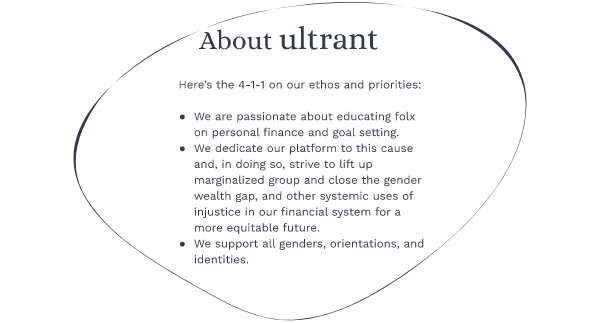 About ultrant
Here's the 4-1-1 on our ethos and priorities:
● We are passionate about educating folx
on personal finance and goal setting.
● We dedicate our platform to this cause
and, in doing so, strive to lift up
marginalized group and close the gender
wealth gap, and other systemic uses of
injustice in our financial system for a
more equitable future.
● We support all genders, orientations, and
identities.